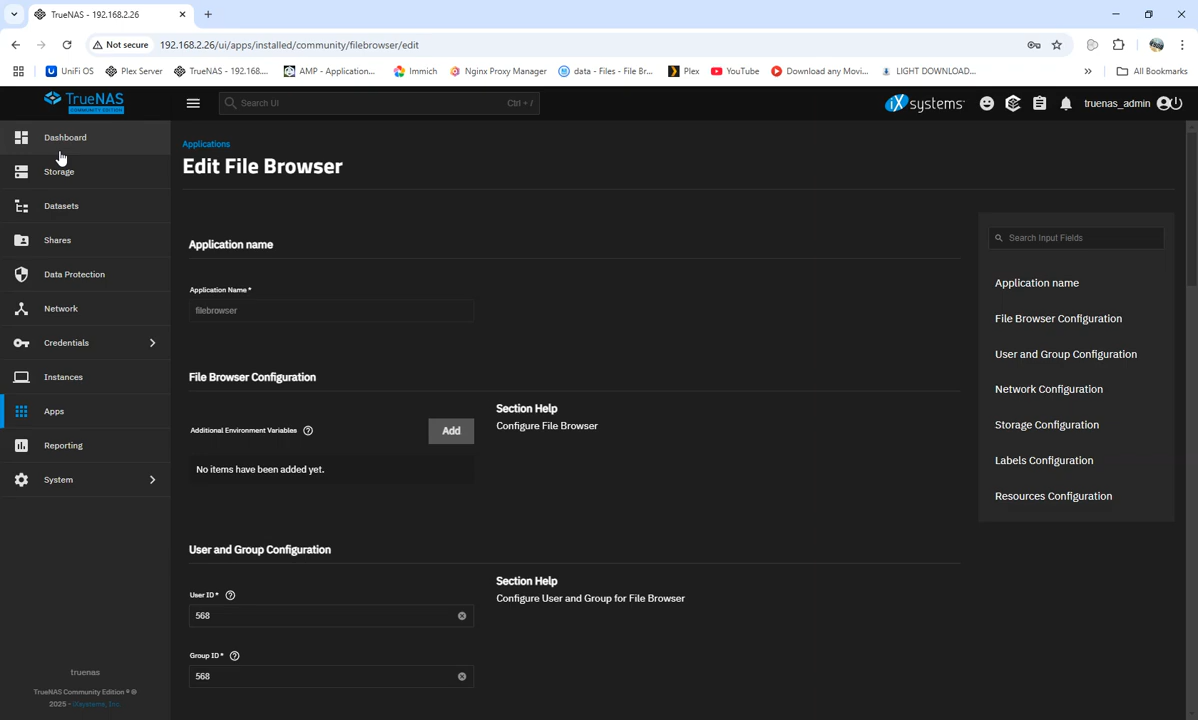 TrueNAS - 192.168.2.26
Not secure
192.168.2.26/ui/apps/installed/community/filebrowser/edit
UniFi OS
Plex Server
TrueNAS - 192.168....
AMP - Application...
Immich
Nginx Proxy Manager
data - Files - File Br...
Plex
YouTube
Download any Movi...
LIGHT DOWNLOAD...
All Bookmarks
TrueNAS
COMMUNITY EDITION
Search UI
Ctrl + /
iXsystems
truenas_admin
Dashboard
Storage
Datasets
Shares
Data Protection
Network
Credentials
Instances
Apps
Reporting
System
truenas
TrueNAS Community Edition ® ©
2025 - iXsystems, Inc.
Applications
Edit File Browser
Application name
Application Name *
filebrowser
File Browser Configuration
Additional Environment Variables
Add
No items have been added yet.
Section Help
Configure File Browser
User and Group Configuration
User ID *
568
Group ID *
568
Section Help
Configure User and Group for File Browser
Search Input Fields
Application name
File Browser Configuration
User and Group Configuration
Network Configuration
Storage Configuration
Labels Configuration
Resources Configuration